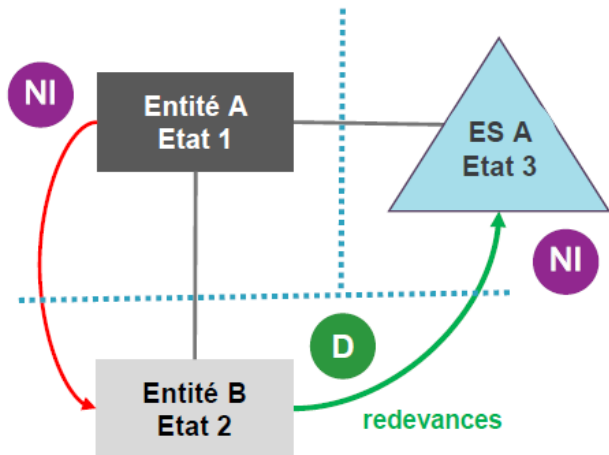 NI
Entité A
Etat 1
ES A
Etat 3
NI
D
Entité B
Etat 2
redevances